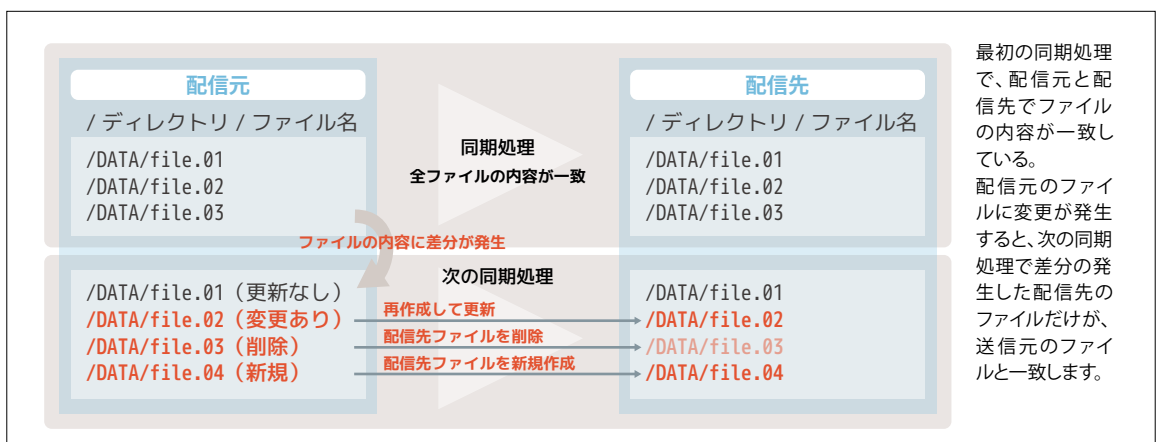 配信元
/ ディレクトリ / ファイル名
/DATA/file.01
/DATA/file.02
/DATA/file.03
同期処理
全ファイルの内容が一致
配信先
/ ディレクトリ / ファイル名
/DATA/file.01
/DATA/file.02
/DATA/file.03
ファイルの内容に差分が発生
次の同期処理
/DATA/file.01（更新なし）
/DATA/file.02（変更あり）
/DATA/file.03（削除）
/DATA/file.04（新規）
再作成して更新
配信先ファイルを削除
配信先ファイルを新規作成
/DATA/file.01
/DATA/file.02
/DATA/file.03
/DATA/file.04
最初の同期処理
で、配信元と配
信先でファイル
の内容が一致し
ている。
配信元のファイ
ルに変更が発生
すると、次の同期
処理で差分の発
生した配信先の
ファイルだけが、
送信元のファイ
ルと一致します。